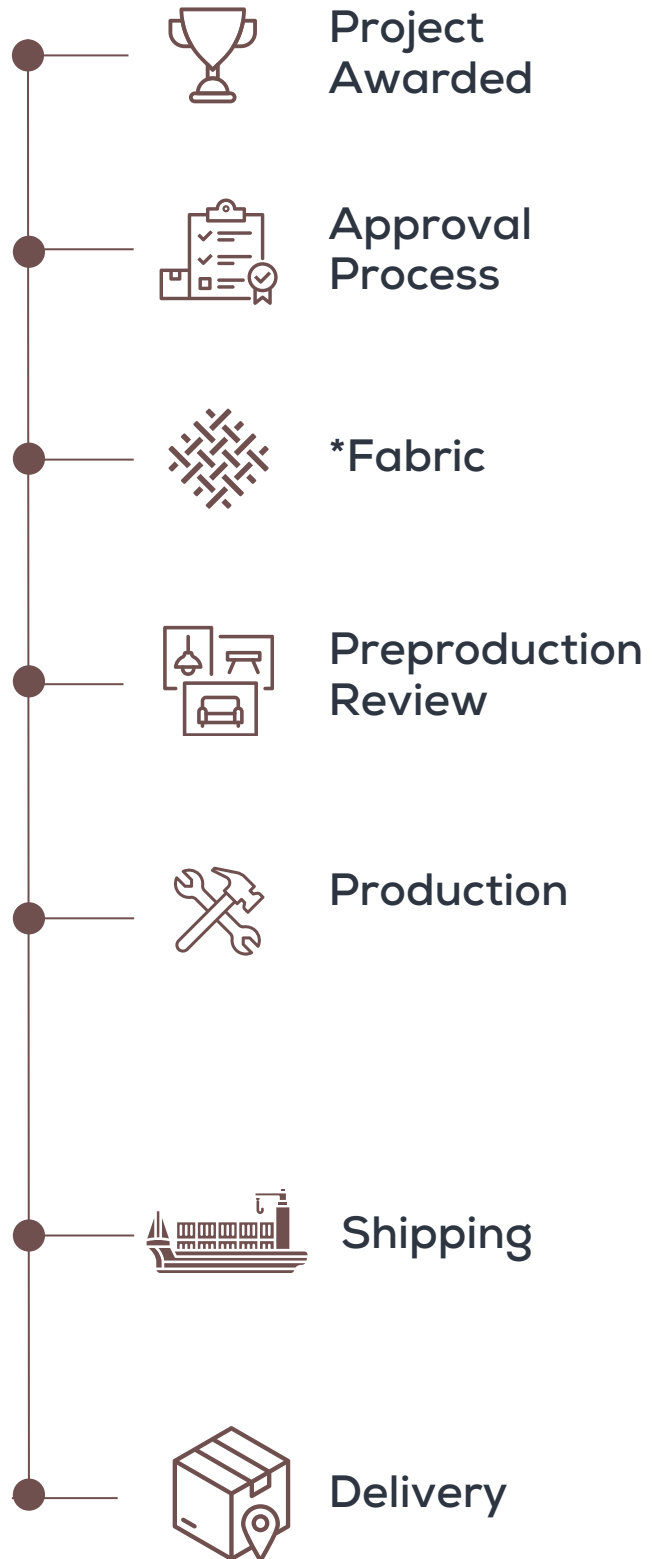 Project
Awarded
Approval
Process
*Fabric
Preproduction
Review
Production
Shipping
Delivery